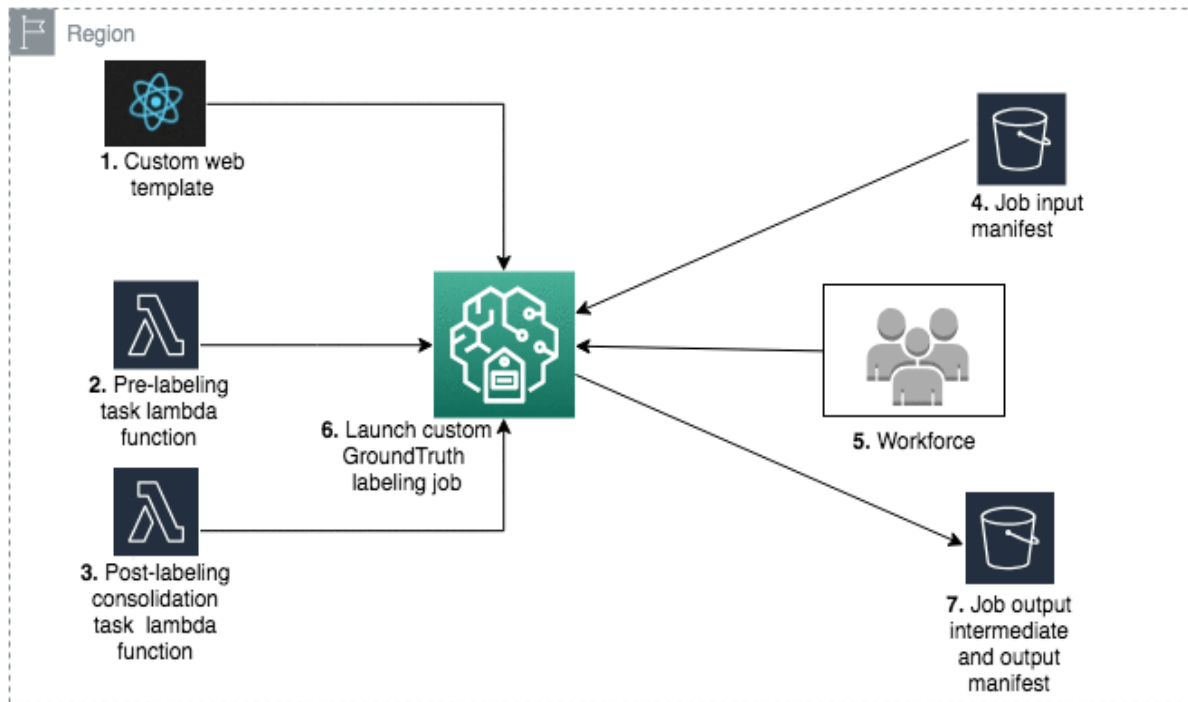 Region
1. Custom web
template
2. Pre-labeling
task lambda
function
3. Post-labeling
consolidation
task lambda
function
6. Launch custom
GroundTruth
labeling job
4. Job input
manifest
5. Workforce
7. Job output
intermediate
and output
manifest